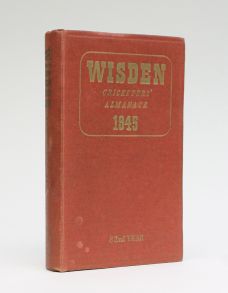 WISDEN
CRICKETERS'
ALMANACK
1945
82nd YEAR